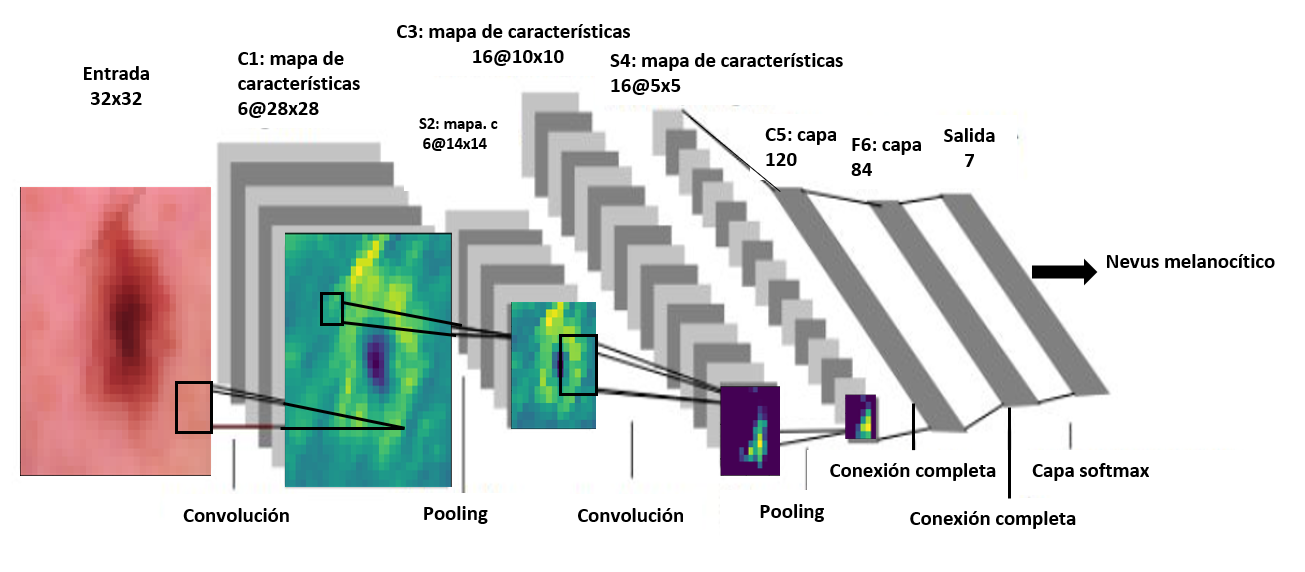 Entrada
32x32
C1: mapa de
características
6@28x28
S2: mapa. c
6@14x14
C3: mapa de características
16@10x10
S4: mapa de características
16@5x5
C5: capa
120
F6: capa
84
Salida
7
Nevus melanocítico
Convolución
Pooling
Convolución
Pooling
Conexión completa
Conexión completa
Capa softmax